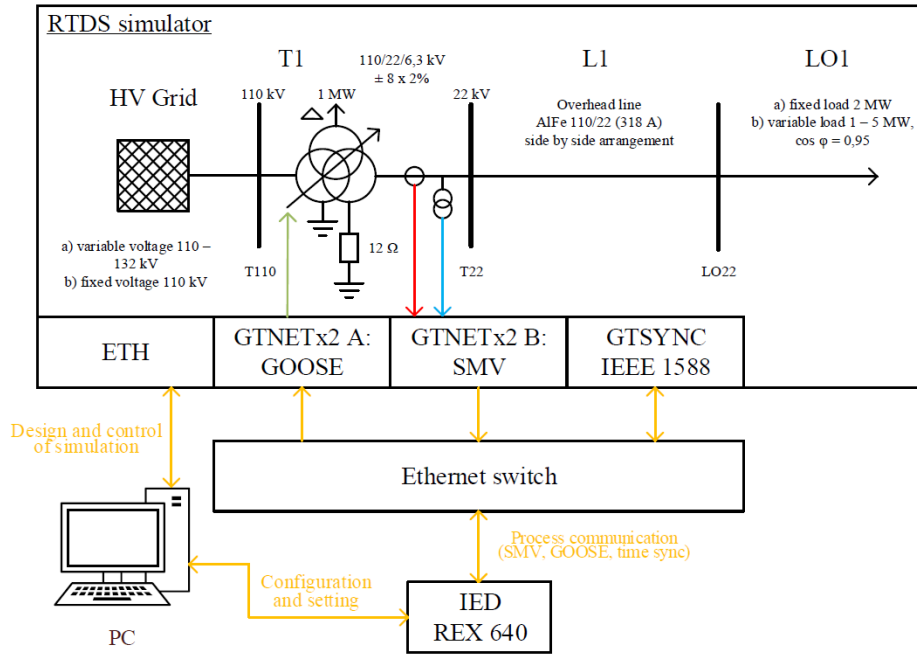 RTDS simulator
T1
110/22/6,3 kV
± 8 x 2%
L1
LO1
HV Grid
110 kV
1 MW
22 kV
Overhead line
AlFe 110/22 (318 A)
side by side arrangement
a) fixed load 2 MW
b) variable load 1 – 5 MW,
cos φ = 0,95
a) variable voltage 110 –
132 kV
b) fixed voltage 110 kV
T110
12 Ω
T22
LO22
ETH
GTNETx2 A:
GOOSE
GTNETx2 B:
SMV
GTSYNC
IEEE 1588
Design and control
of simulation
Ethernet switch
Process communication
(SMV, GOOSE, time sync)
Configuration
and setting
IED
REX 640
PC